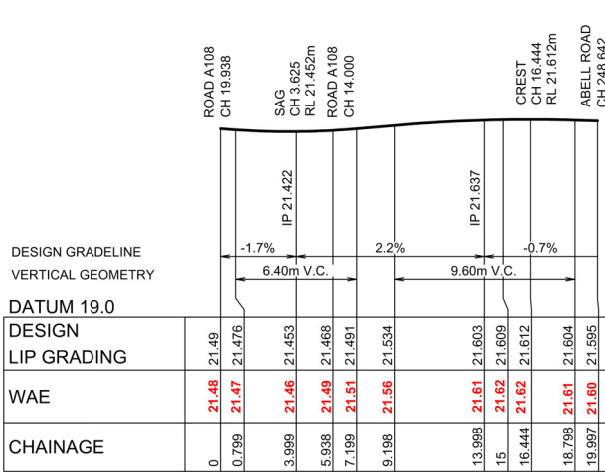 ROAD A108
CH 19.938
SAG
CH 3.625
RL 21.452m
ROAD A108
CH 14.000
CREST
CH 16.444
RL 21.612m
ABELL ROAD
CH 248.642
IP 21.422
IP 21.637
DESIGN GRADELINE
-1.7% 2.2% -0.7%
VERTICAL GEOMETRY
6.40m V.C. 9.60m V.C.
DATUM 19.0
DESIGN
LIP GRADING
21.49 21.476 21.453 21.468 21.491 21.534 21.603 21.609 21.612 21.604 21.595
WAE
21.48 21.47 21.46 21.49 21.51 21.56 21.61 21.62 21.62 21.61 21.60
CHAINAGE
0 0.799 3.999 5.938 7.199 9.198 13.998 15 16.444 18.798 19.997